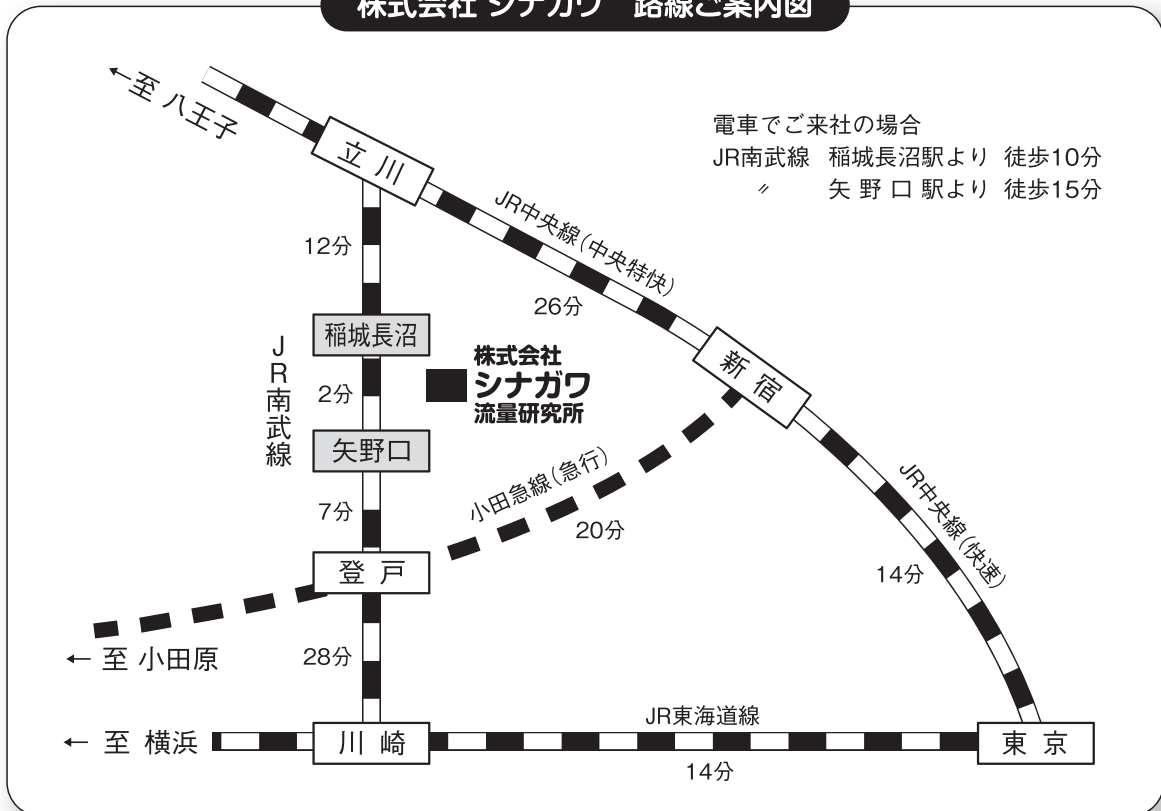 株式会社 シナガワ 路線ご案内図
←至 八王子
電車でご来社の場合
JR南武線 稲城長沼駅より 徒歩10分
〃 矢野口駅より 徒歩15分
立川
JR中央線(中央特快)
12分
26分
稲城長沼
JR南武線
株式会社
シナガワ
流量研究所
新宿
2分
矢野口
小田急線(急行)
JR中央線(快速)
7分
20分
登戸
14分
←至 小田原
28分
JR東海道線
←至 横浜
川崎
東京
14分